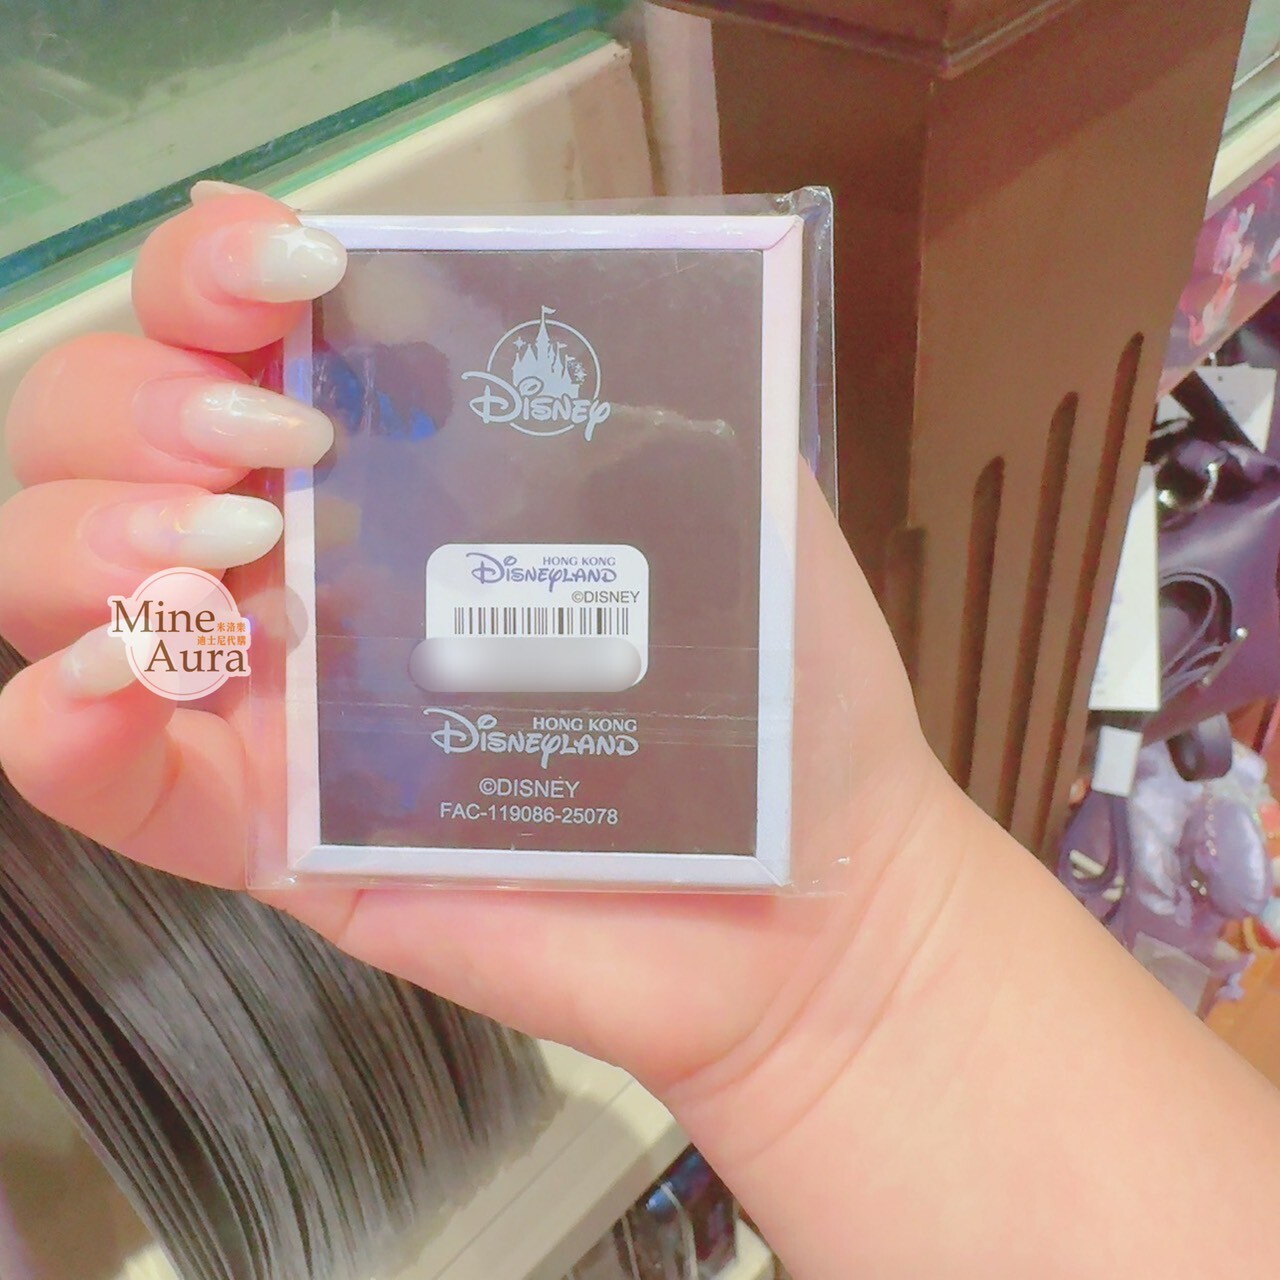 Disney
HONG KONG
Disneyland
©DISNEY
HONG KONG
Disneyland
©DISNEY
FAC-119086-25078
Mine
米洛索
迪士尼代購
Aura